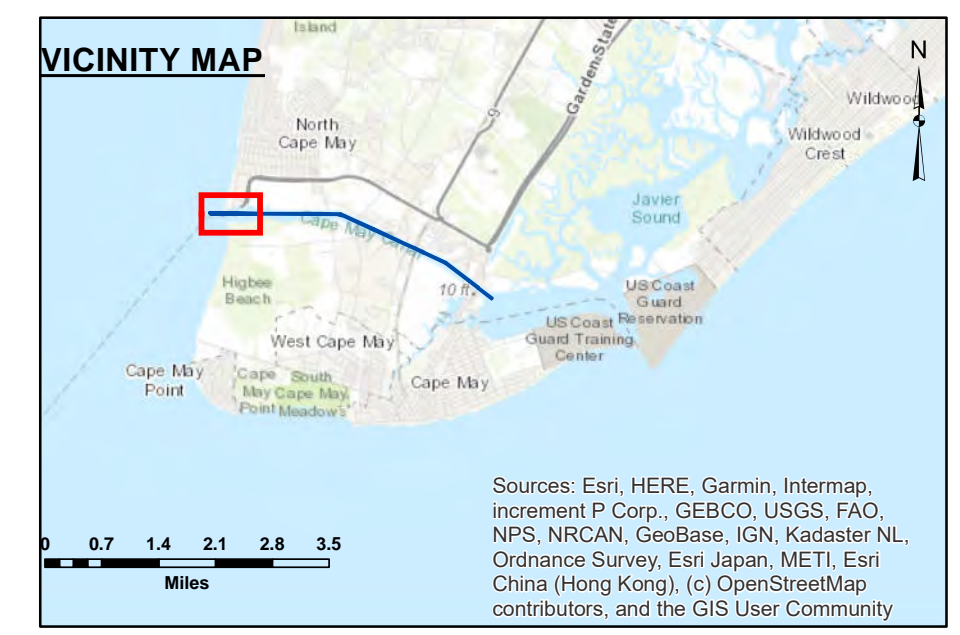 Island
VICINITY MAP
N
Garden State
9
Wildwood
North
Cape May
Wildwood
Crest
Javier
Sound
Cape May Canal
Higbee
Beach
10 ft.
US Coast
Guard
Reservation
West Cape May
US Coast
Guard Training
Center
Cape May
Point
Cape
May
Point
South
Cape May
Meadows
Cape May
Sources: Esri, HERE, Garmin, Intermap,
increment P Corp., GEBCO, USGS, FAO,
NPS, NRCAN, GeoBase, IGN, Kadaster NL,
Ordnance Survey, Esri Japan, METI, Esri
China (Hong Kong), (c) OpenStreetMap
contributors, and the GIS User Community
0 0.7 1.4 2.1 2.8 3.5
Miles